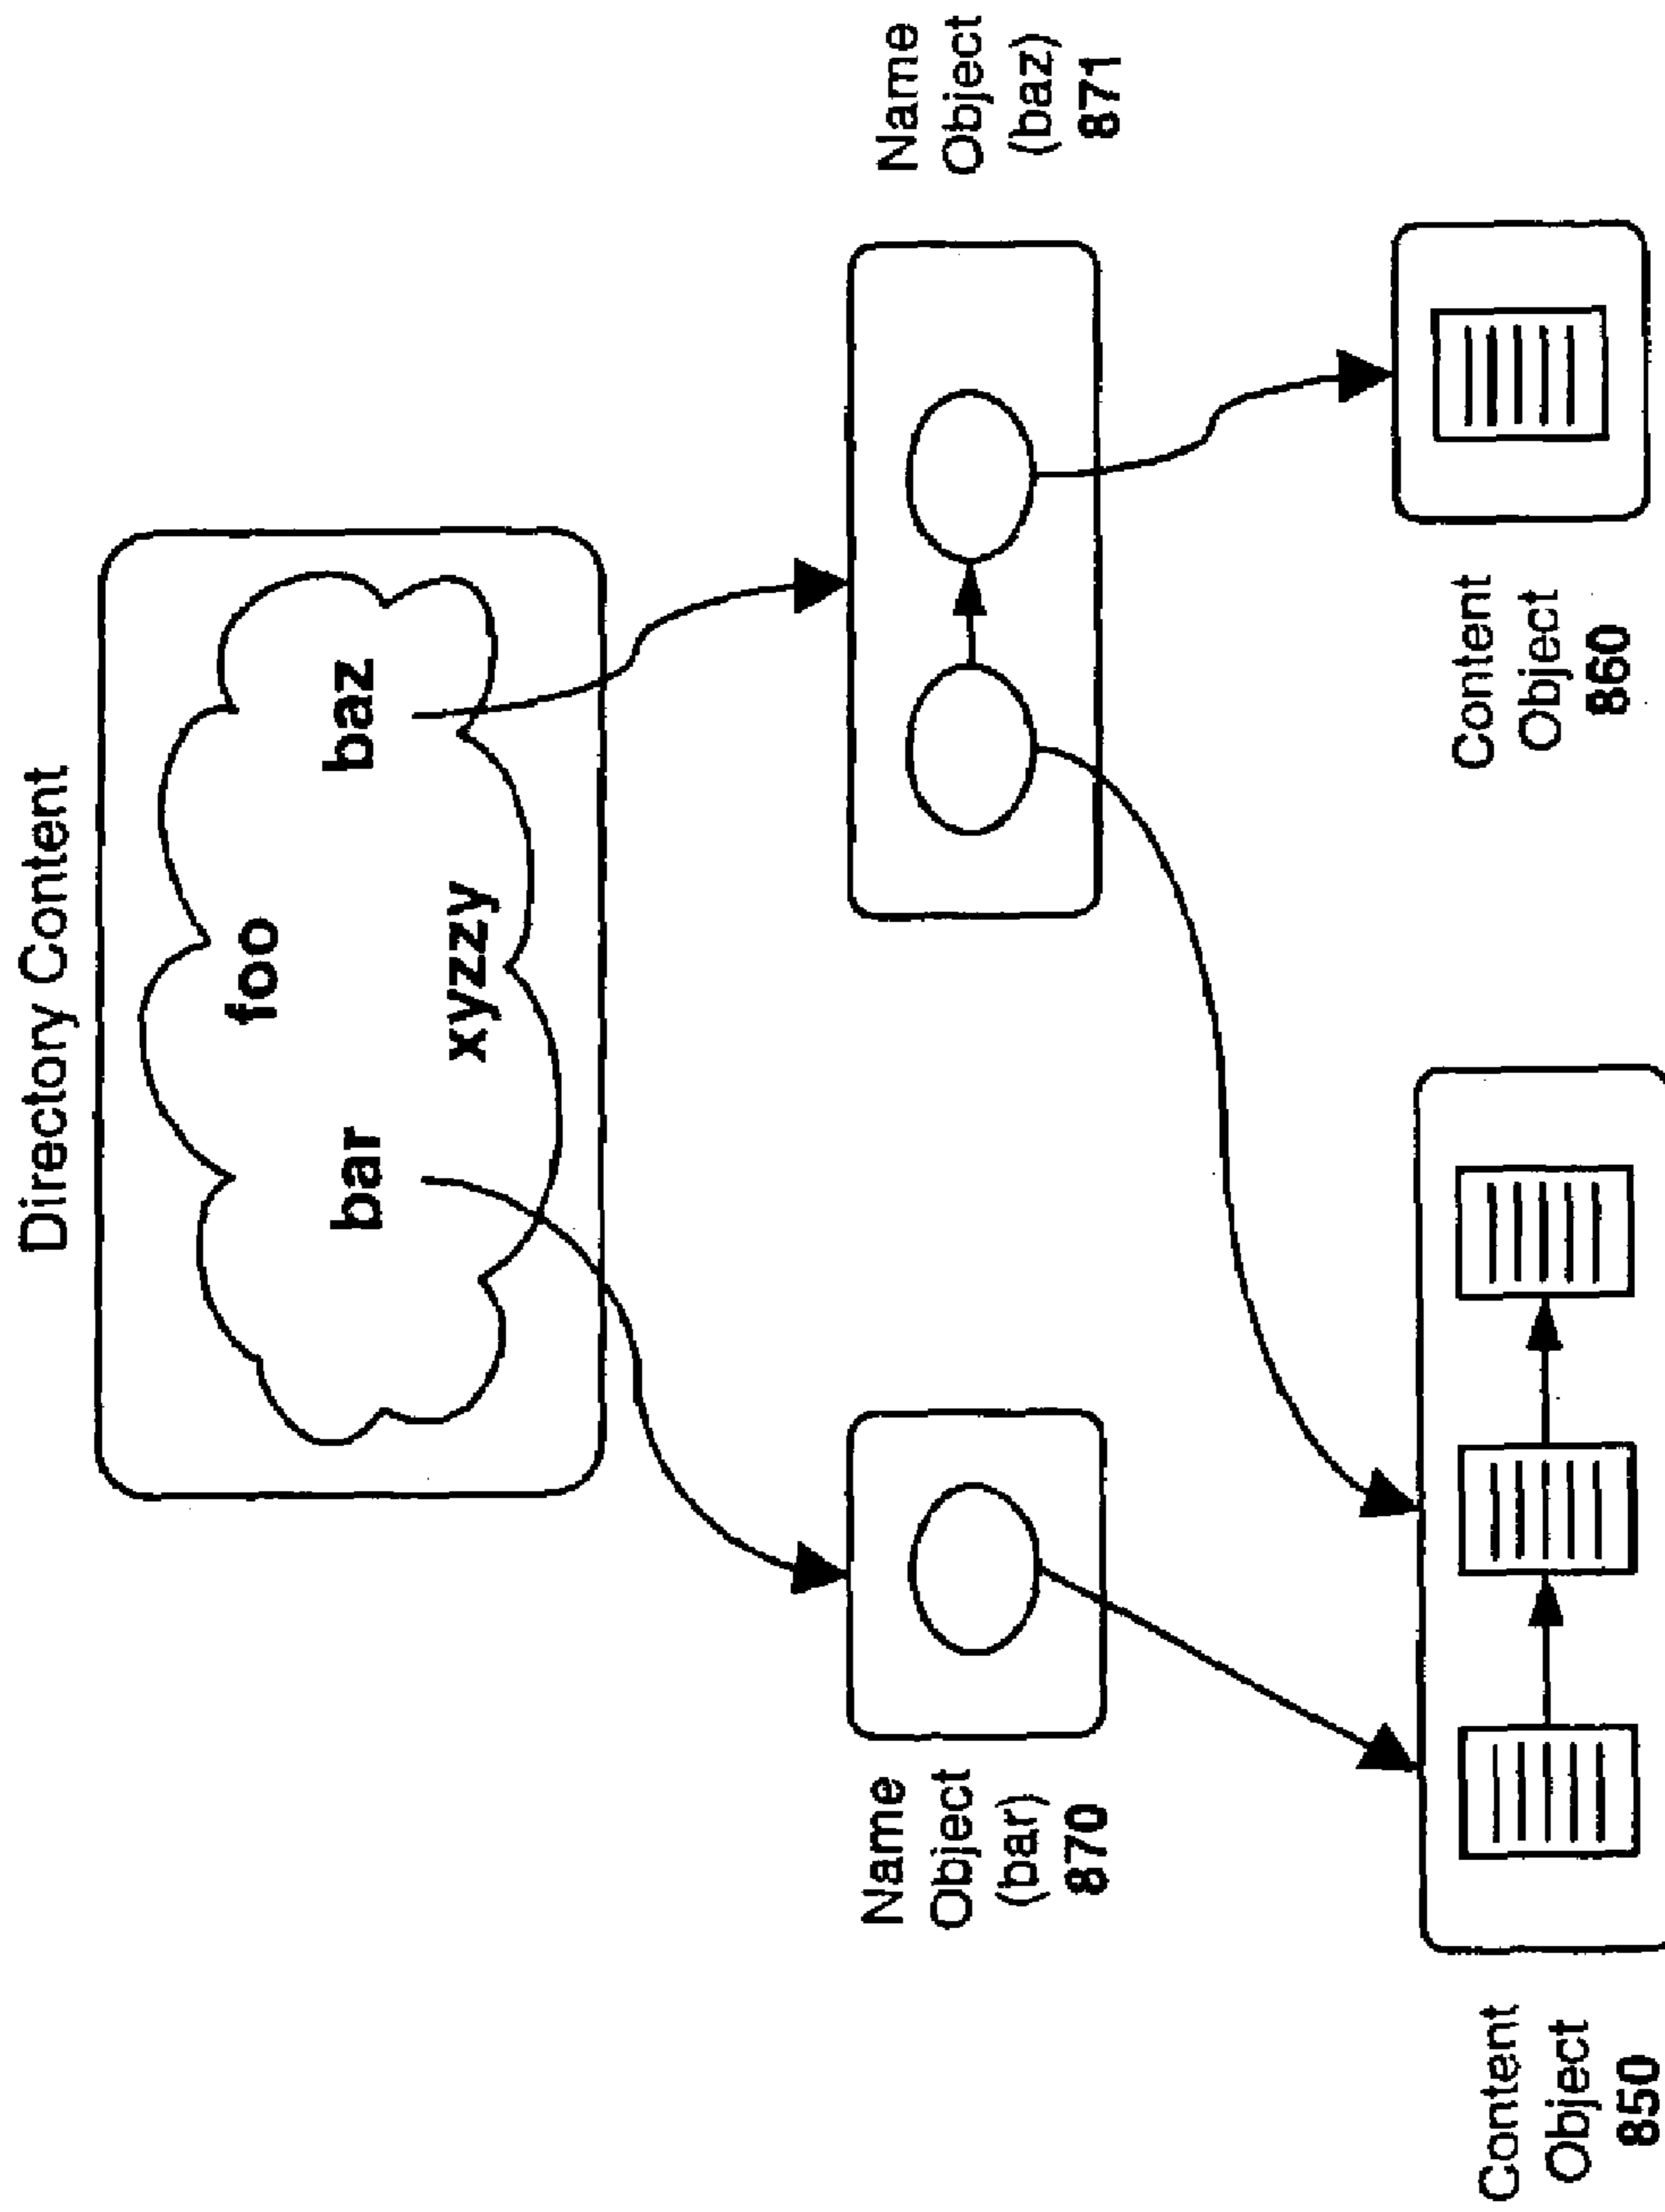 Directory Content
foo
bar
baz
xyzzy
Name
Object
(bar)
870
Name
Object
(baz)
871
Content
Object
850
Content
Object
860